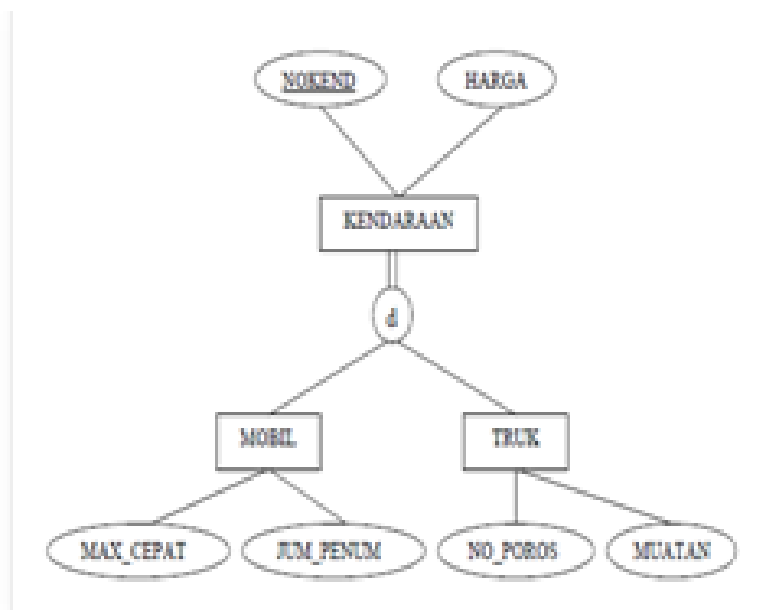 NOKEND
HARGA
KENDARAAN
d
MOBIL
TRUK
MAX_CEPAT
JUM_PENUM
NO_POROS
MUATAN